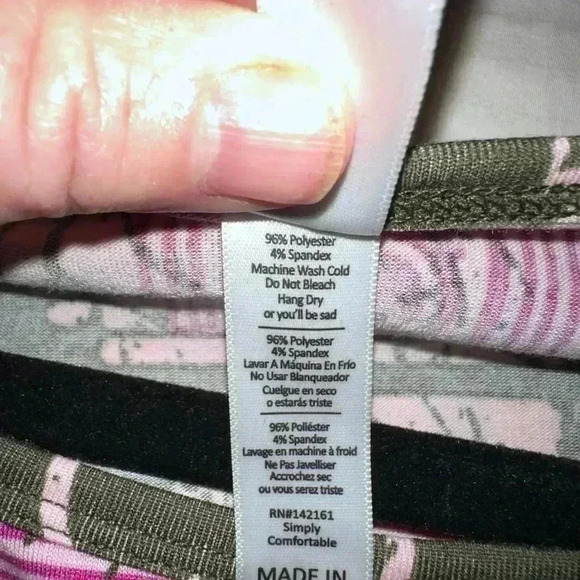 96% Polyester
4% Spandex
Machine Wash Cold
Do Not Bleach
Hang Dry
or you'll be sad
96% Polyester
4% Spandex
Lavar A Máquina En Frío
No Usar Blanqueador
Cuelgue en seco
o estarás triste
96% Poliéster
4% Spandex
Lavage en machine à froid
Ne Pas Javelliser
Accrochez sec
ou vous serez triste
RN#142161
Simply
Comfortable
MADE IN